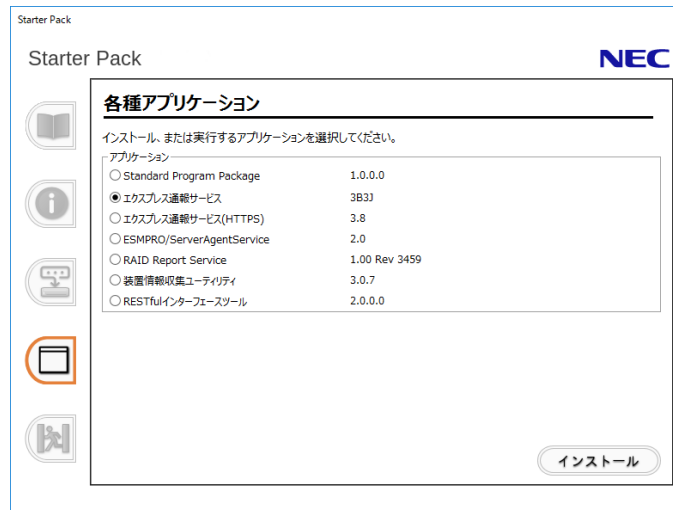 Starter Pack
Starter Pack
NEC
各種アプリケーション
インストール、または実行するアプリケーションを選択してください。
アプリケーション
Standard Program Package 1.0.0.0
エクスプレス通報サービス 3B3J
エクスプレス通報サービス(HTTPS) 3.8
ESMPRO/ServerAgentService 2.0
RAID Report Service 1.00 Rev 3459
装置情報収集ユーティリティ 3.0.7
RESTfulインターフェースツール 2.0.0.0
インストール